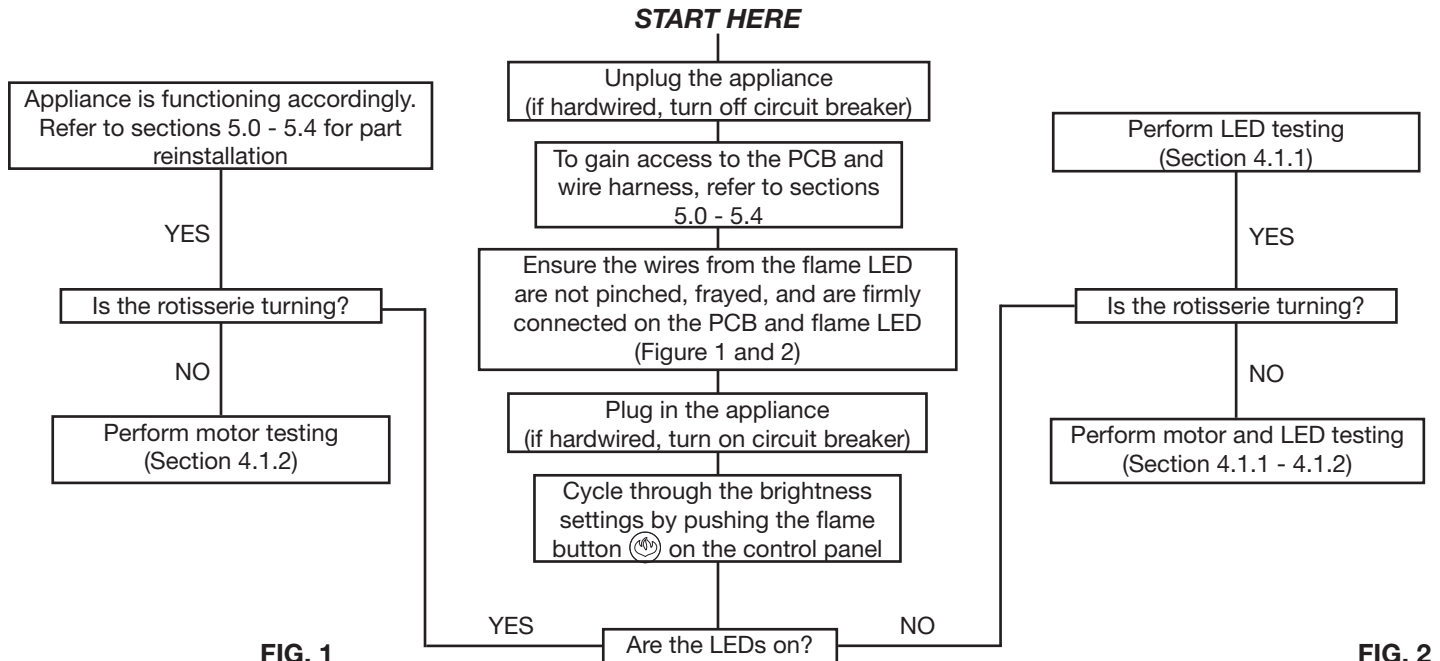 START HERE
Unplug the appliance
(if hardwired, turn off circuit breaker)
To gain access to the PCB and
wire harness, refer to sections
5.0 - 5.4
Ensure the wires from the flame LED
are not pinched, frayed, and are firmly
connected on the PCB and flame LED
(Figure 1 and 2)
Plug in the appliance
(if hardwired, turn on circuit breaker)
Cycle through the brightness
settings by pushing the flame
button on the control panel
Are the LEDs on?
YES
Is the rotisserie turning?
YES
Appliance is functioning accordingly.
Refer to sections 5.0 - 5.4 for part
reinstallation
NO
Perform motor testing
(Section 4.1.2)
NO
Is the rotisserie turning?
YES
Perform LED testing
(Section 4.1.1)
NO
Perform motor and LED testing
(Section 4.1.1 - 4.1.2)
FIG. 1
FIG. 2